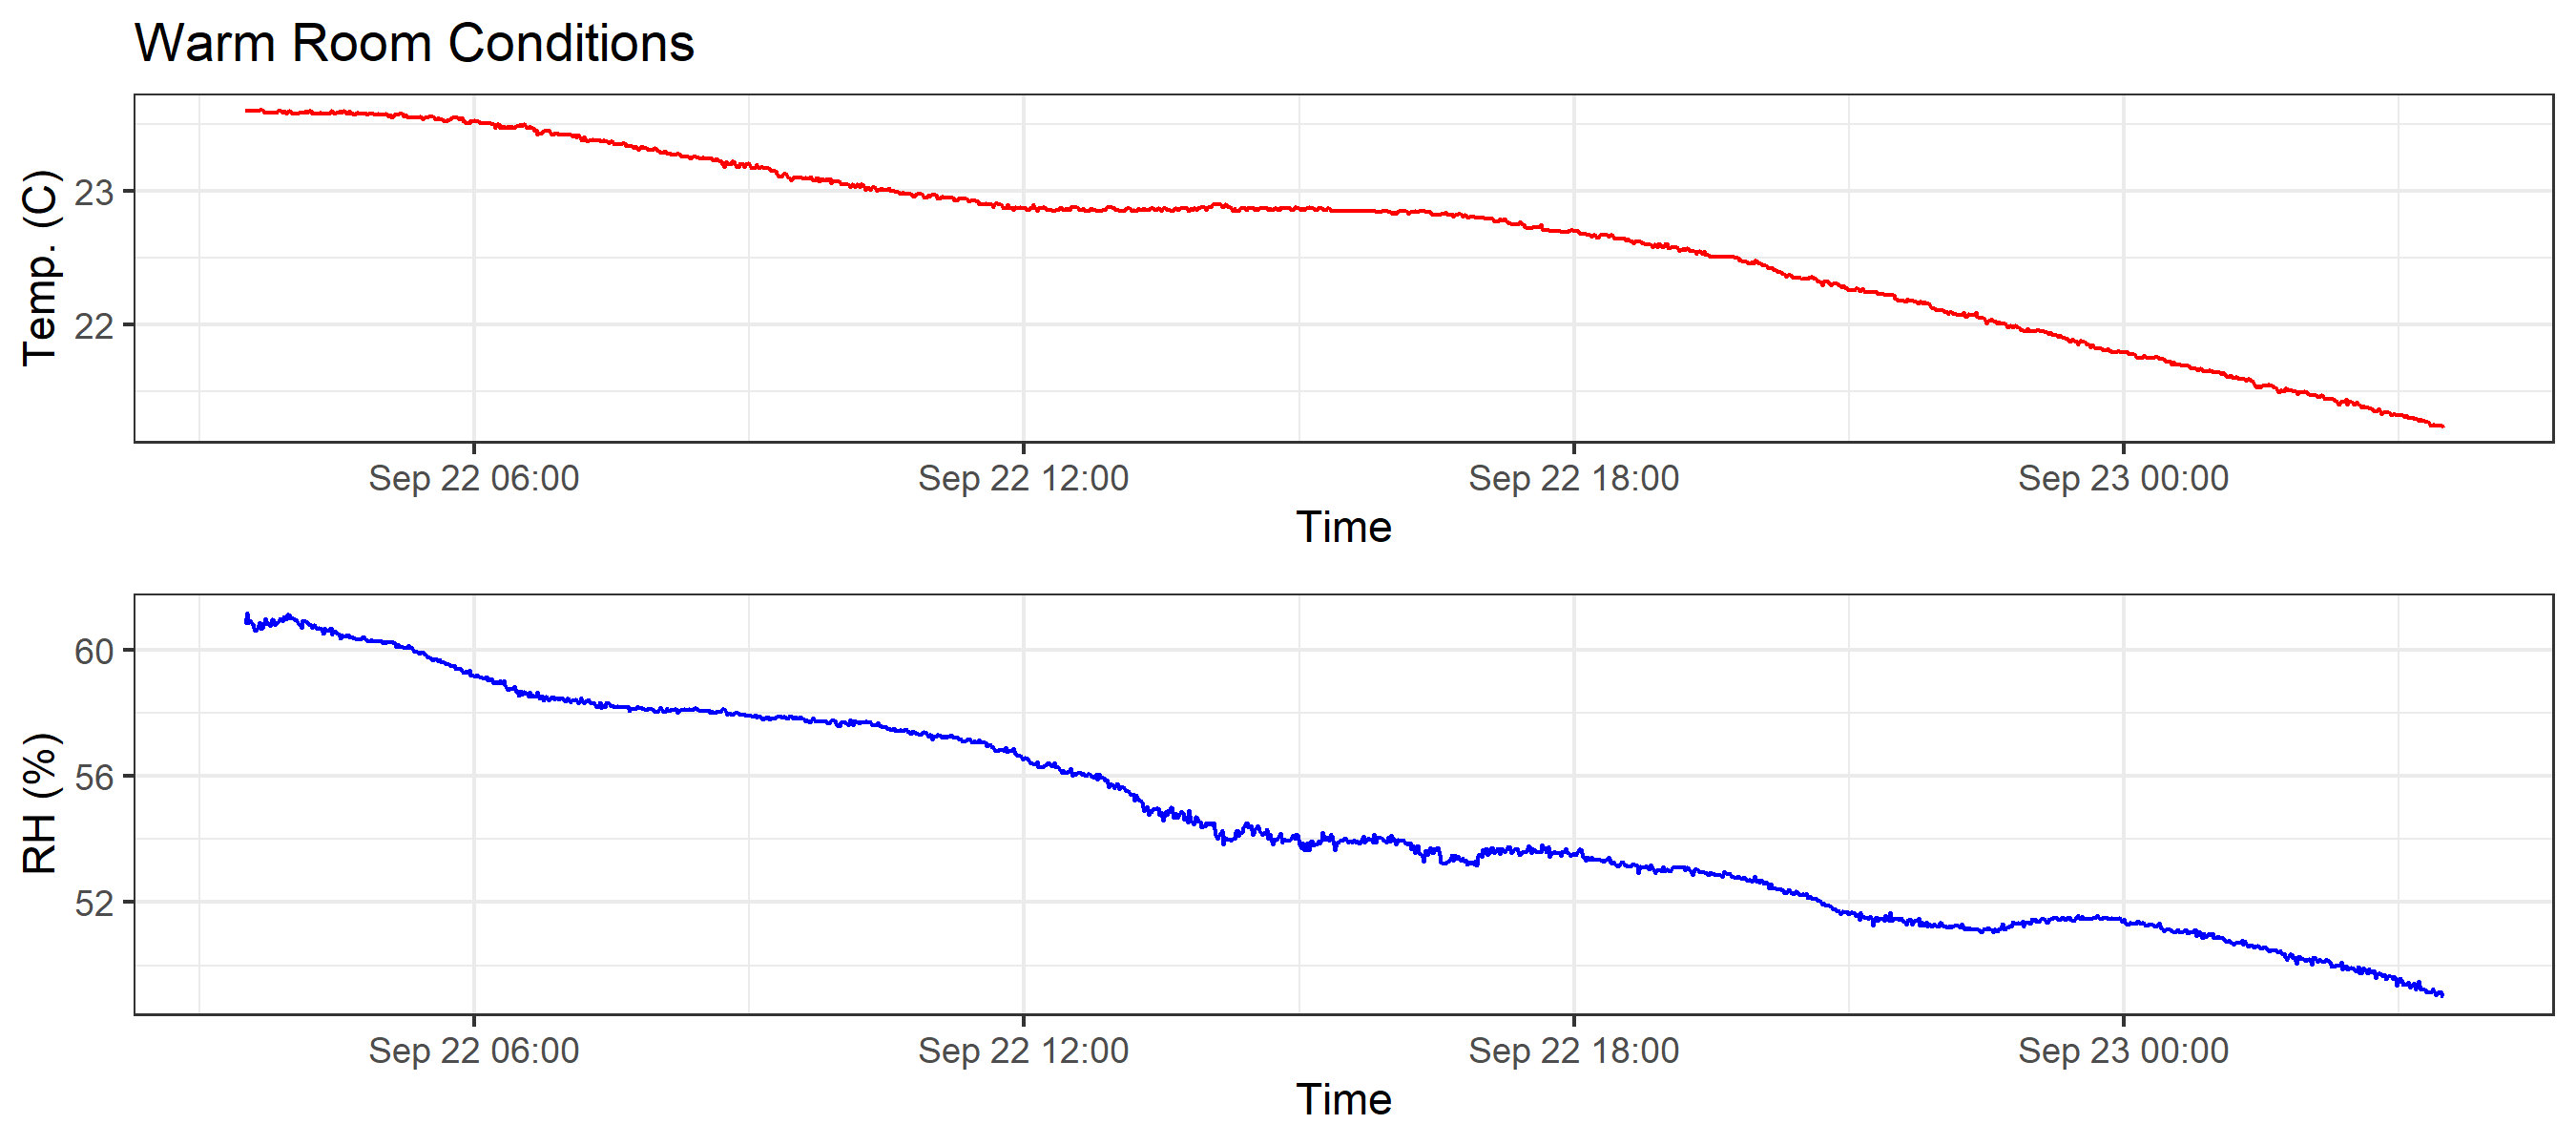 Warm Room Conditions
Temp. (C)
23
22
Sep 22 06:00 Sep 22 12:00 Sep 22 18:00 Sep 23 00:00
Time
RH (%)
60
56
52
Sep 22 06:00 Sep 22 12:00 Sep 22 18:00 Sep 23 00:00
Time